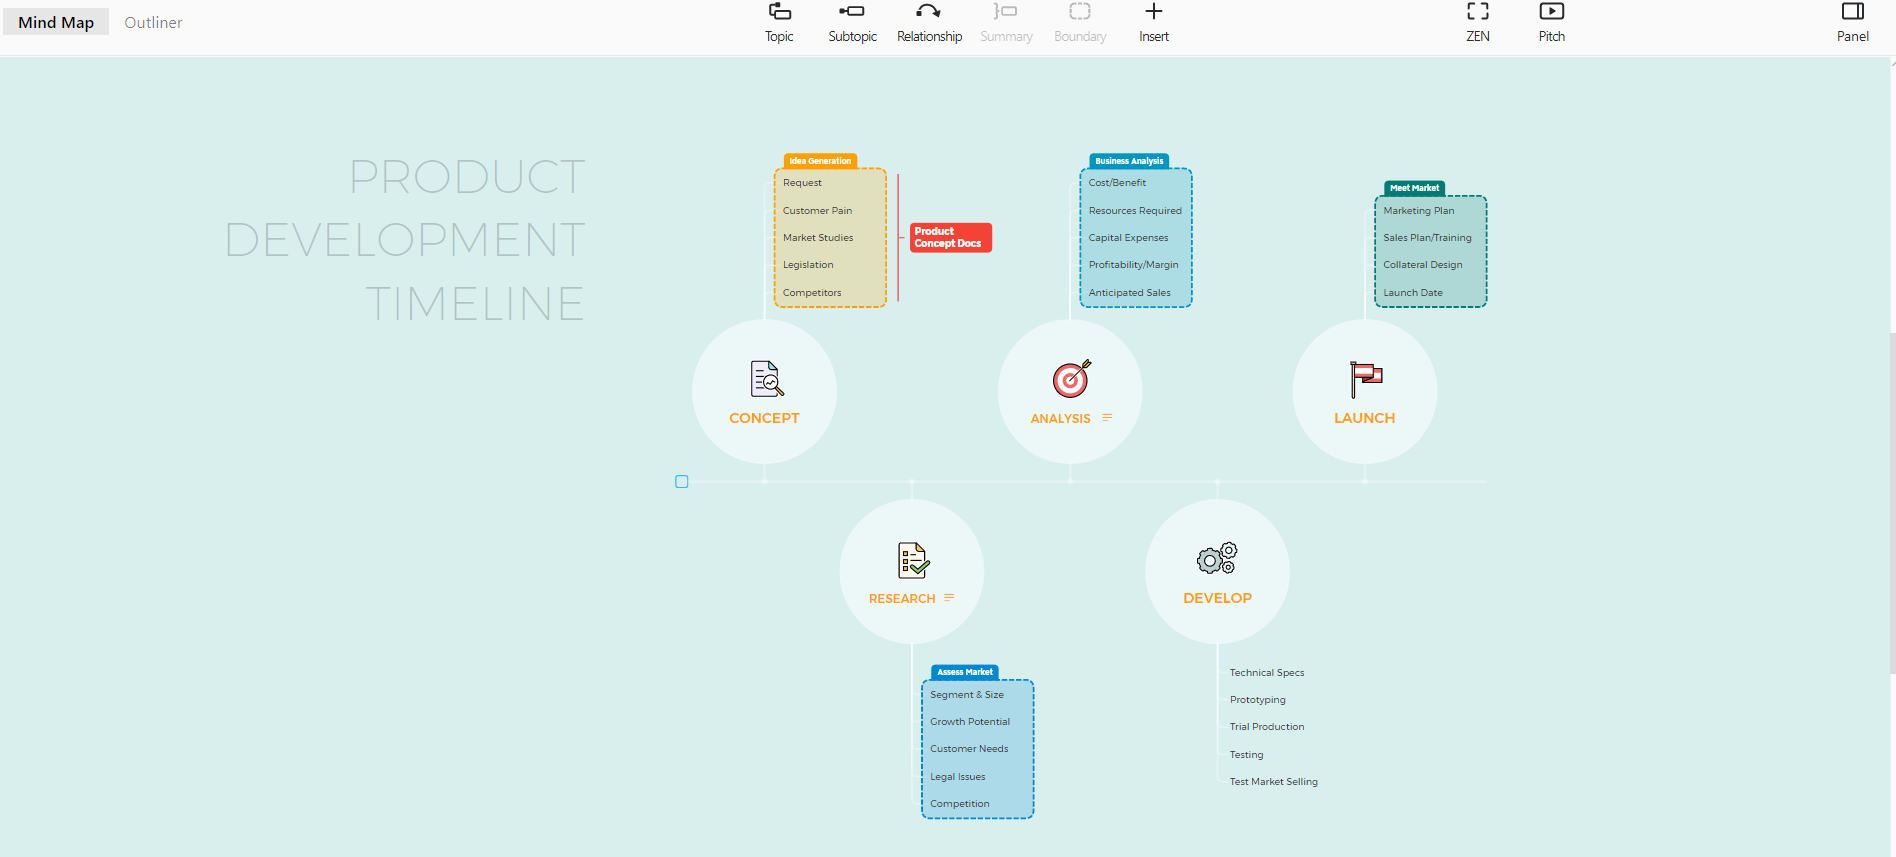 Mind Map
Outliner
Topic
Subtopic
Relationship
Summary
Boundary
Insert
ZEN
Pitch
Panel
PRODUCT
DEVELOPMENT
TIMELINE
Idea Generation
Request
Customer Pain
Market Studies
Legislation
Competitors
Product
Concept Docs
CONCEPT
Business Analysis
Cost/Benefit
Resources Required
Capital Expenses
Profitability/Margin
Anticipated Sales
ANALYSIS
Meet Market
Marketing Plan
Sales Plan/Training
Collateral Design
Launch Date
LAUNCH
RESEARCH
Assess Market
Segment & Size
Growth Potential
Customer Needs
Legal Issues
Competition
DEVELOP
Technical Specs
Prototyping
Trial Production
Testing
Test Market Selling